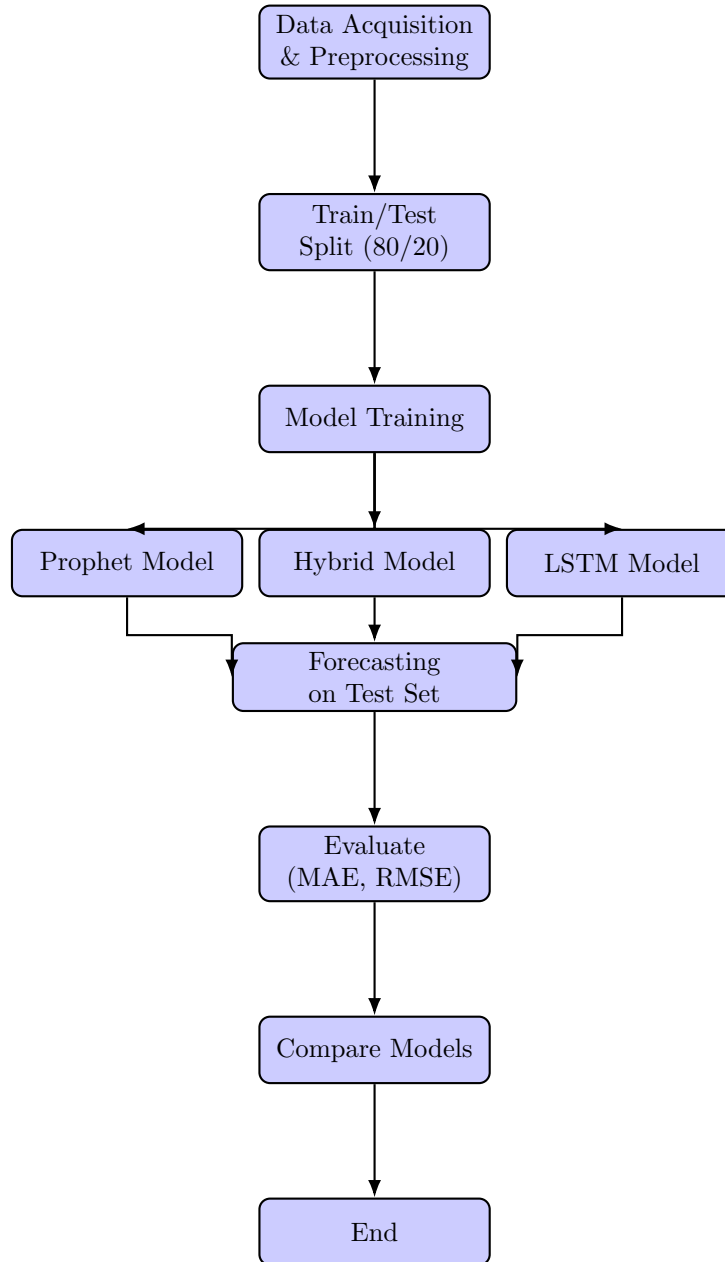 Data Acquisition
& Preprocessing
Train/Test
Split (80/20)
Model Training
Prophet Model
Hybrid Model
LSTM Model
Forecasting
on Test Set
Evaluate
(MAE, RMSE)
Compare Models
End